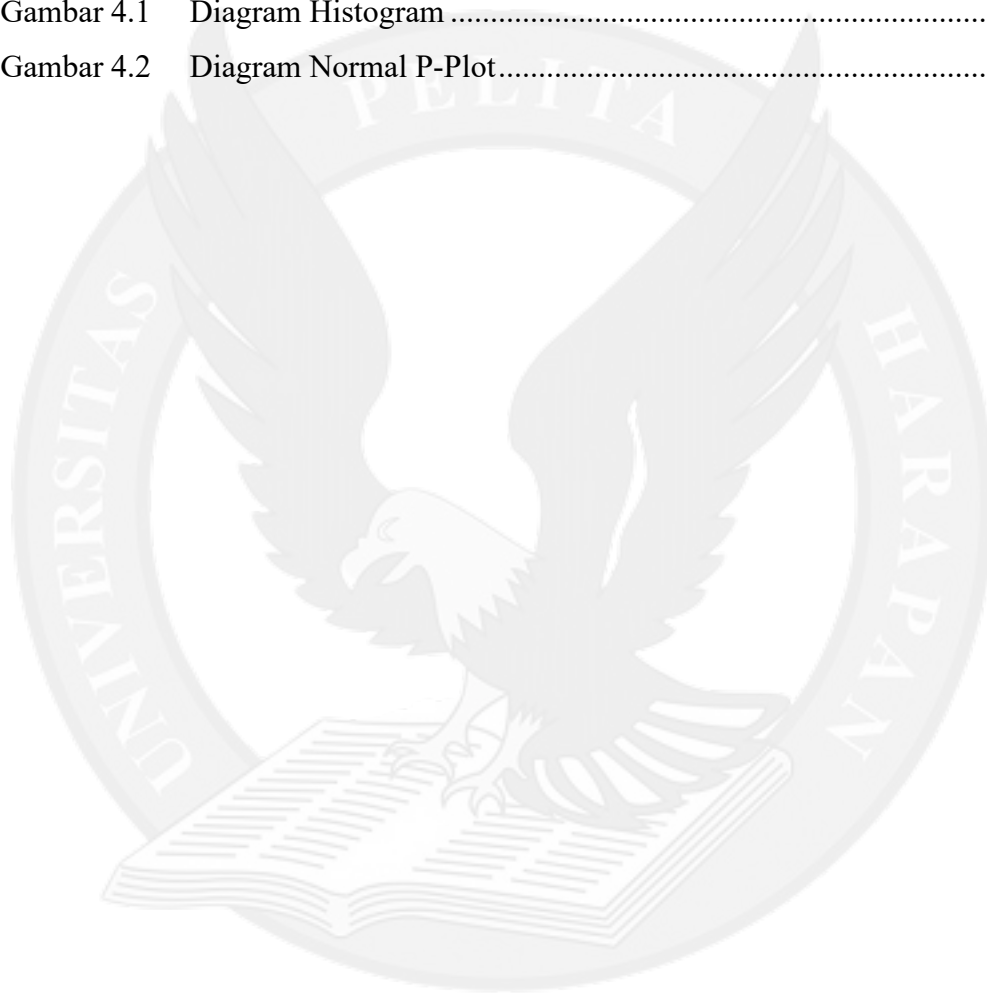 Gambar 4.1 Diagram Histogram ....................................................................
Gambar 4.2 Diagram Normal P-Plot..............................................................
UNIVERSITAS PELITA HARAPAN